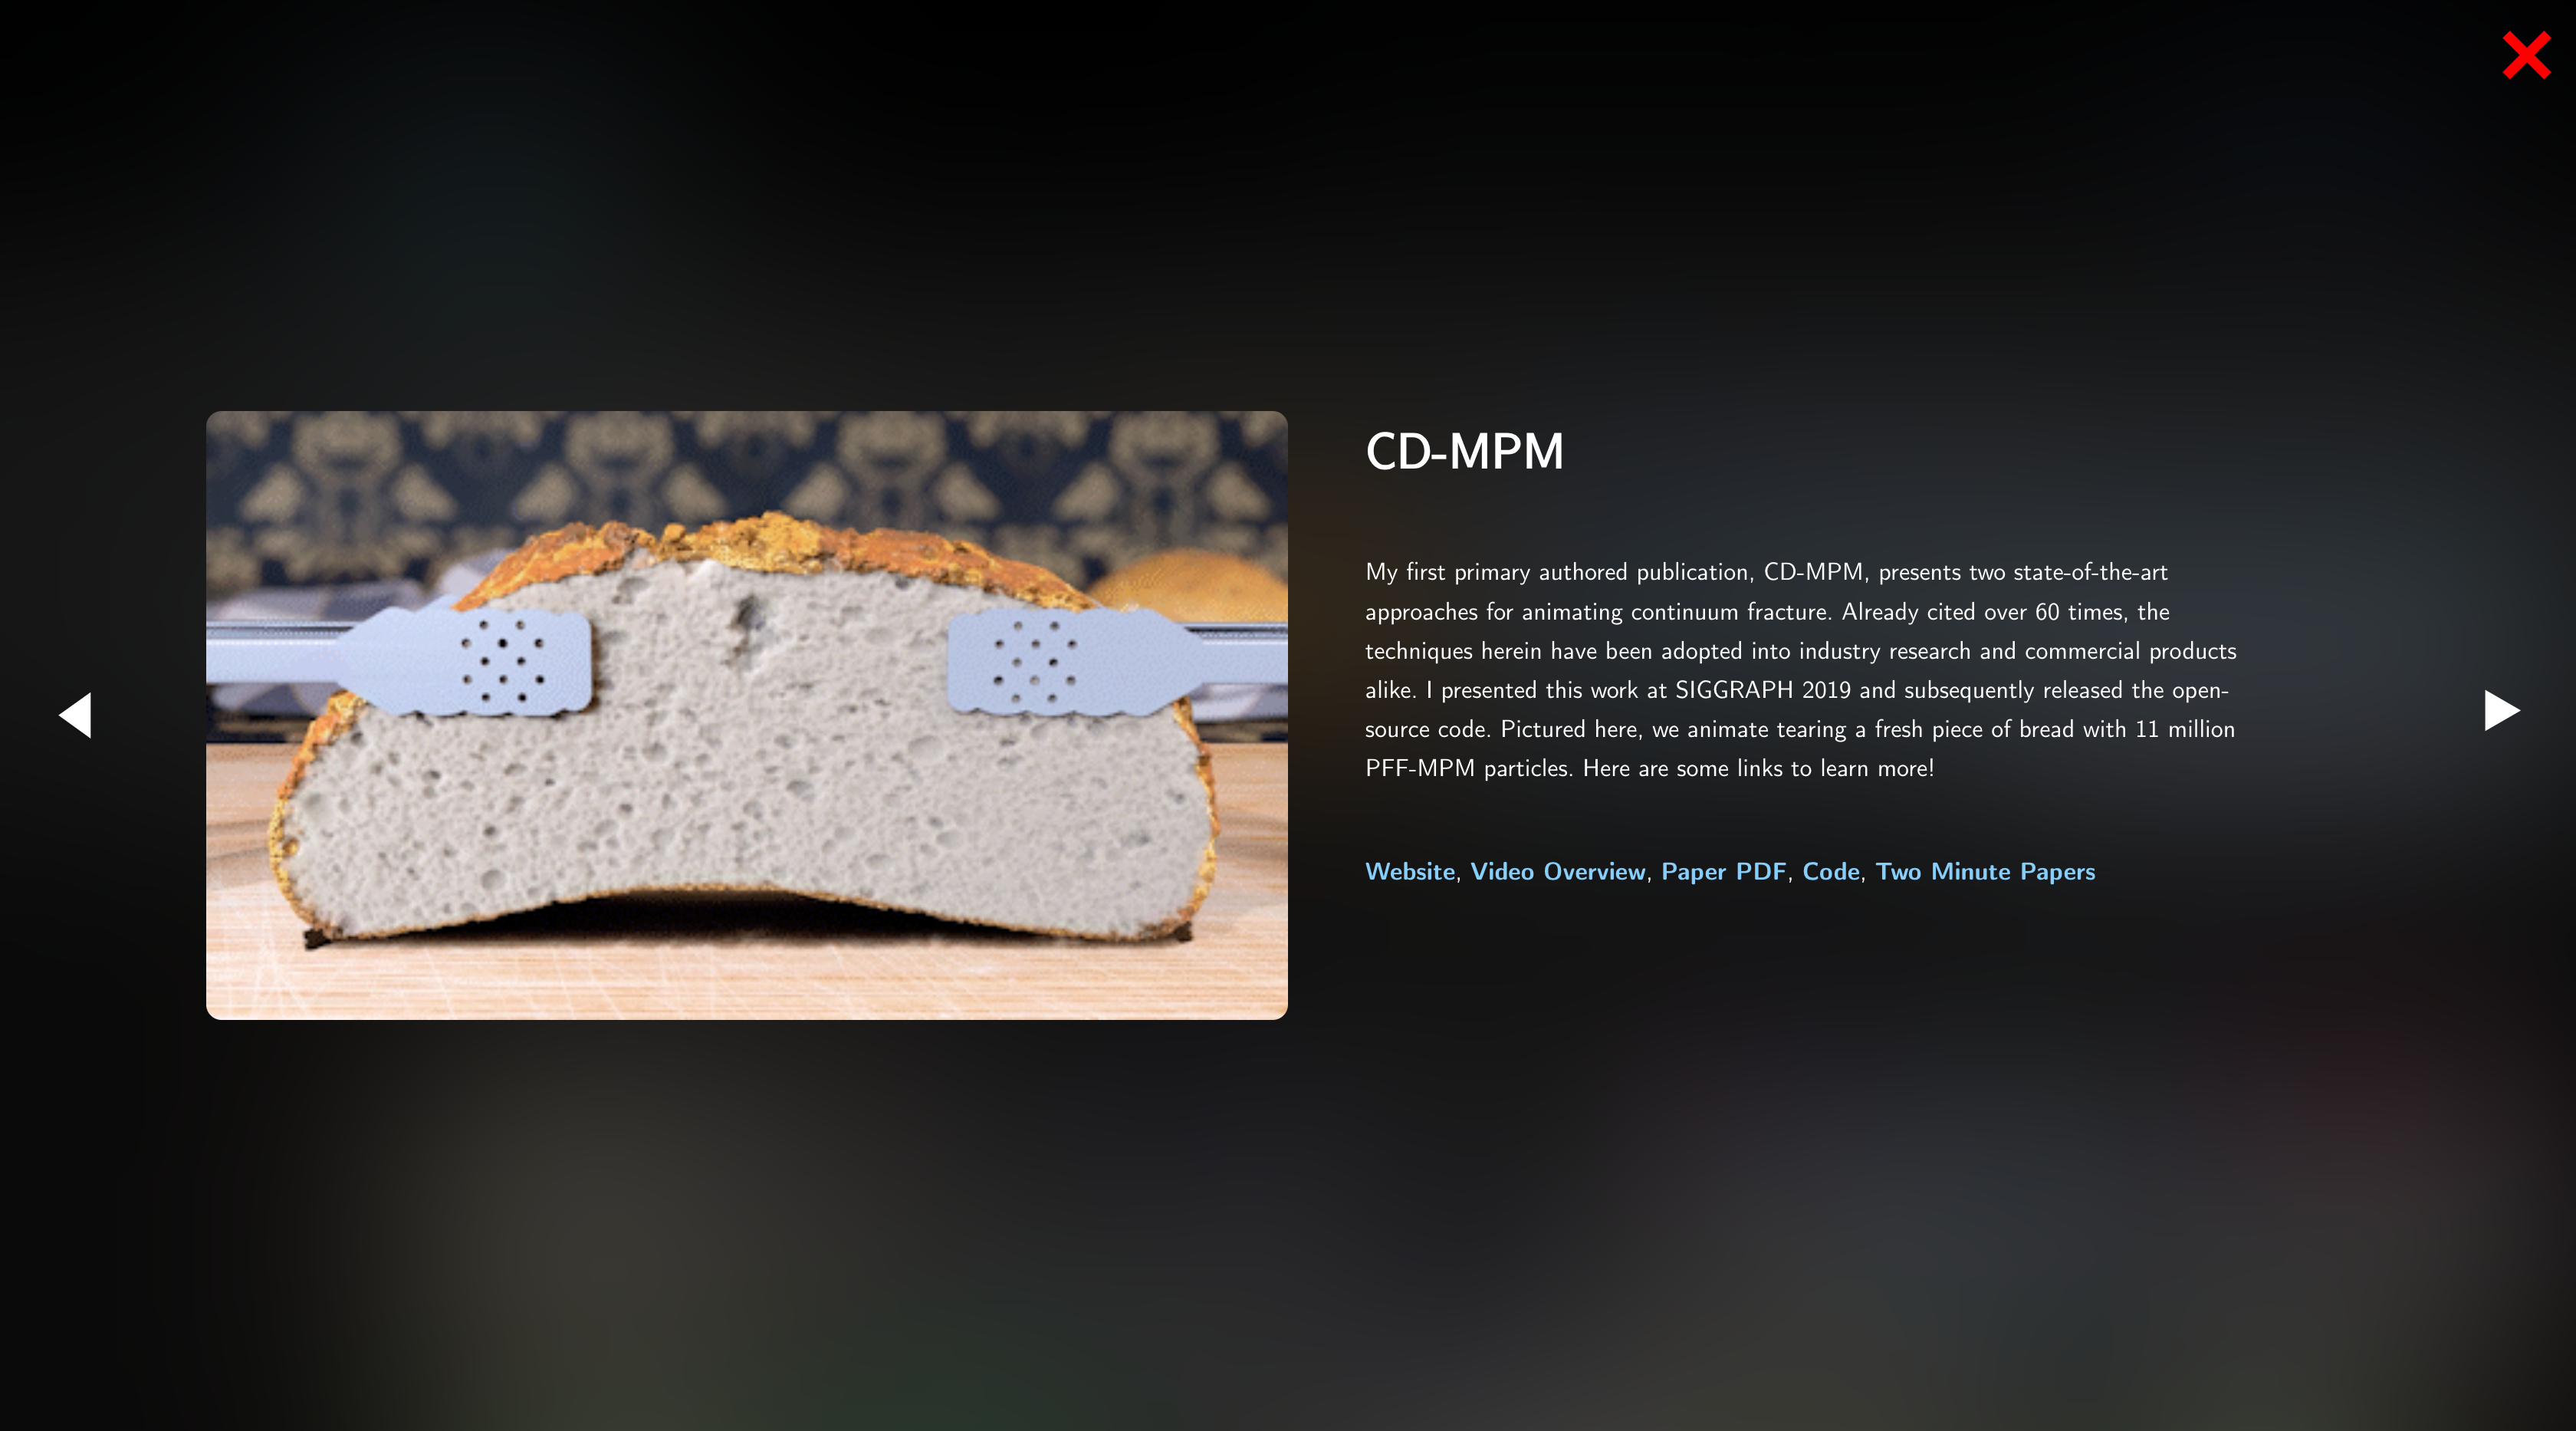 CD-MPM
My first primary authored publication, CD-MPM, presents two state-of-the-art
approaches for animating continuum fracture. Already cited over 60 times, the
techniques herein have been adopted into industry research and commercial products
alike. I presented this work at SIGGRAPH 2019 and subsequently released the open-
source code. Pictured here, we animate tearing a fresh piece of bread with 11 million
PFF-MPM particles. Here are some links to learn more!
Website, Video Overview, Paper PDF, Code, Two Minute Papers